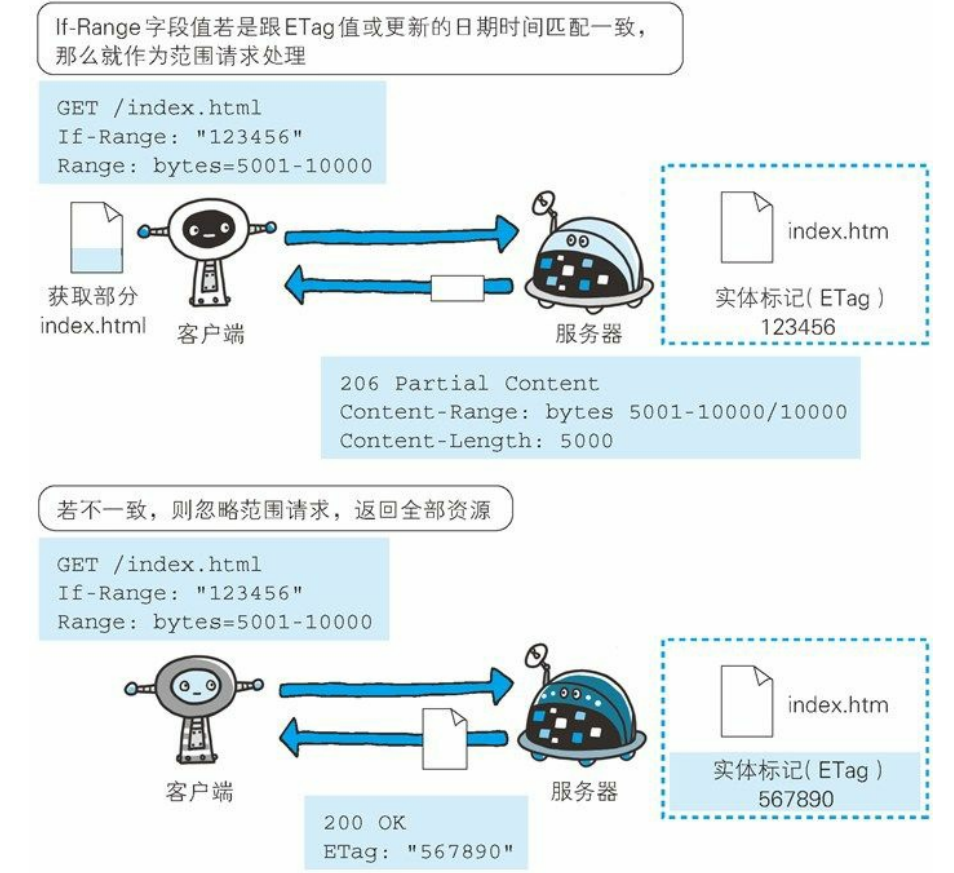 If-Range字段值若是跟ETag值或更新的日期时间匹配一致，
那么就作为范围请求处理
GET /index.html
If-Range: "123456"
Range: bytes=5001-10000
index.htm
获取部分
index.html
客户端
服务器
实体标记( ETag )
123456
206 Partial Content
Content-Range: bytes 5001-10000/10000
Content-Length: 5000
若不一致，则忽略范围请求，返回全部资源
GET /index.html
If-Range: "123456"
Range: bytes=5001-10000
index.htm
客户端
服务器
实体标记( ETag )
567890
200 OK
ETag: "567890"